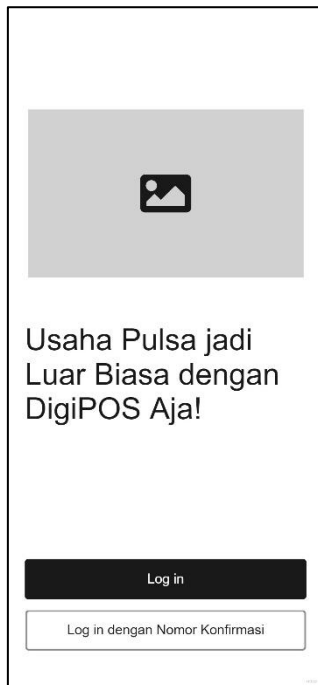 Usaha Pulsa jadi
Luar Biasa dengan
DigiPOS Aja!
Log in
Log in dengan Nomor Konfirmasi